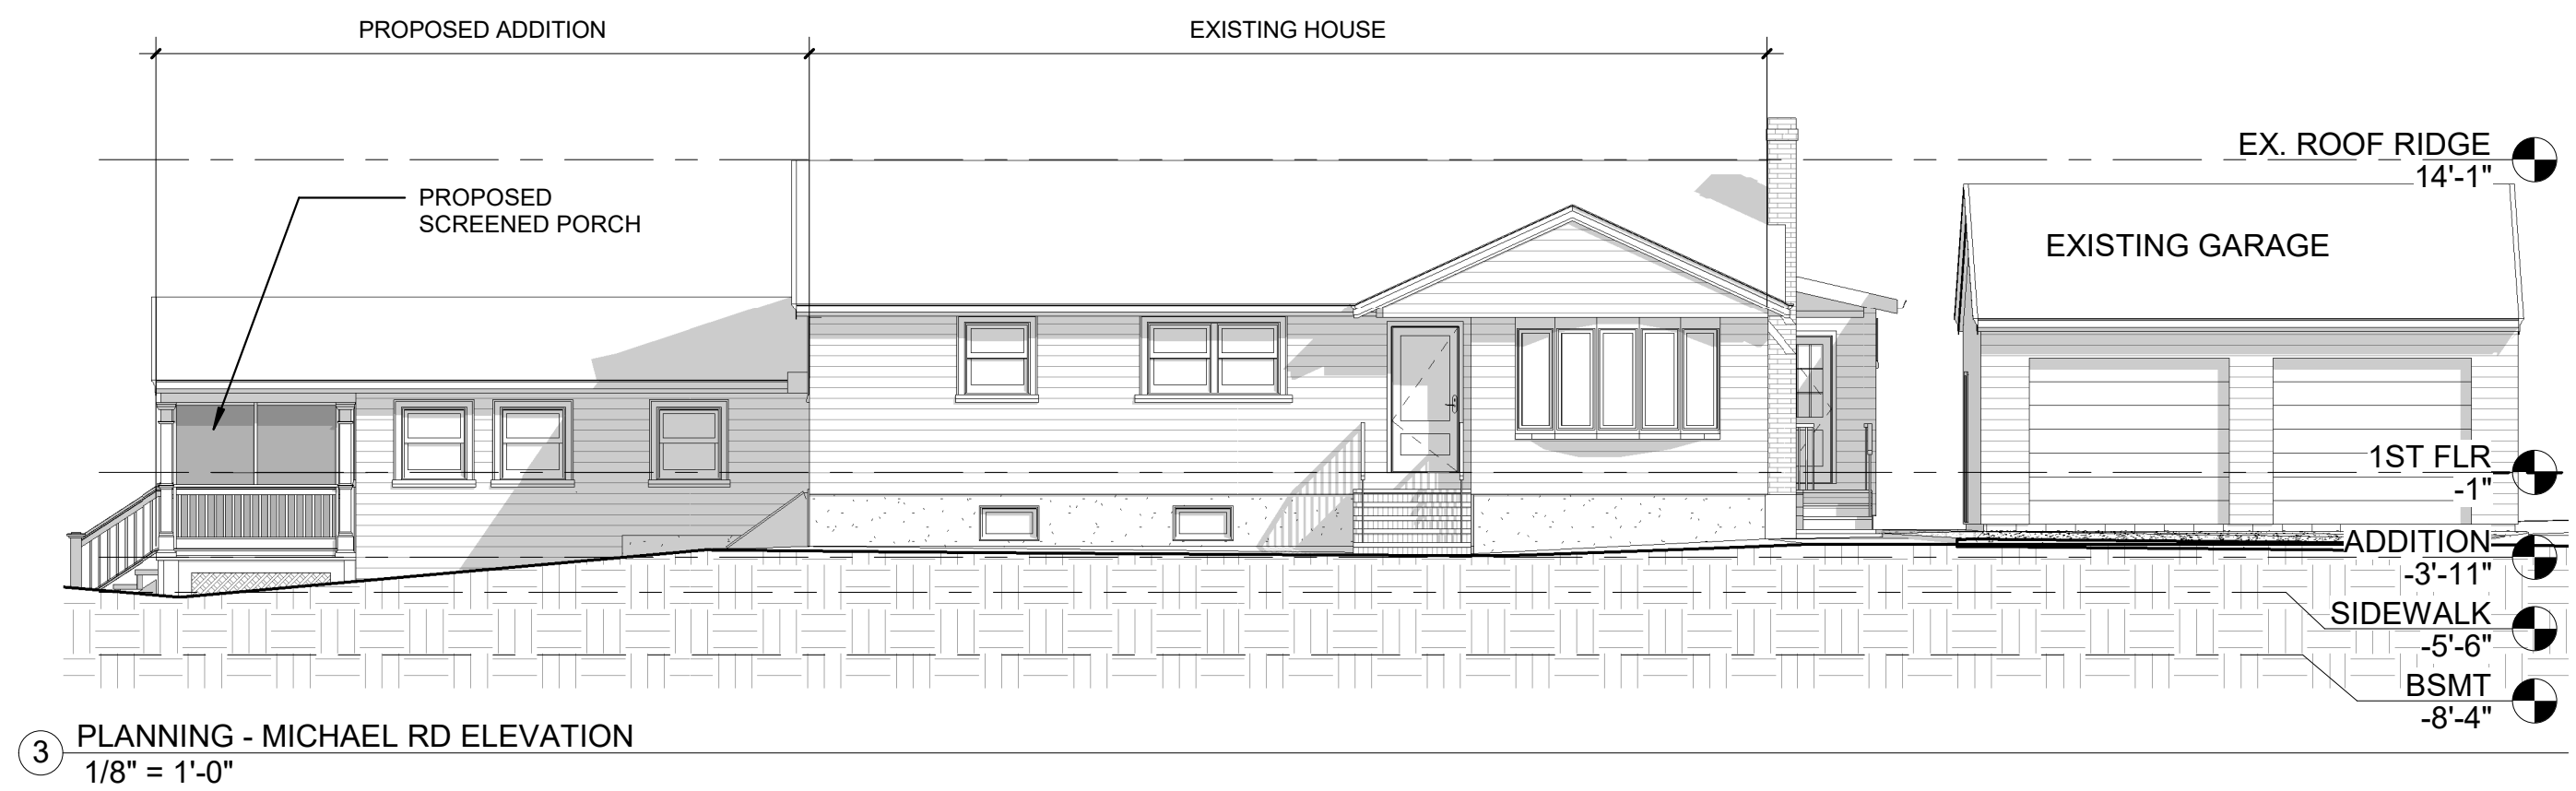 PROPOSED ADDITION
EXISTING HOUSE
EX. ROOF RIDGE
14'-1"
PROPOSED
SCREENED PORCH
EXISTING GARAGE
1ST FLR
-1"
ADDITION
-3'-11"
SIDEWALK
-5'-6"
BSMT
-8'-4"
3 PLANNING - MICHAEL RD ELEVATION
1/8" = 1'-0"